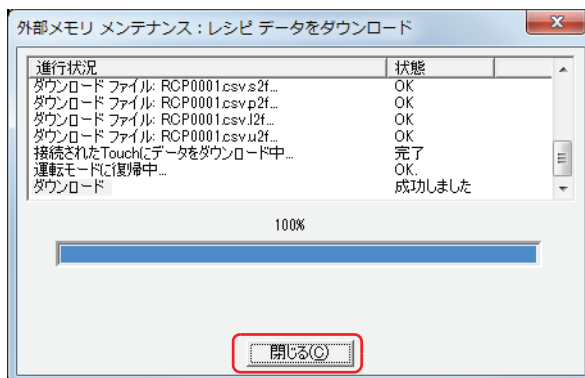 外部メモリ メンテナンス：レシピ データをダウンロード
進行状況 状態
ダウンロード ファイル: RCP0001.csv.s2f... OK
ダウンロード ファイル: RCP0001.csv.p2f... OK
ダウンロード ファイル: RCP0001.csv.l2f... OK
ダウンロード ファイル: RCP0001.csv.u2f... OK
接続されたTouchにデータをダウンロード中... 完了
運転モードに復帰中... OK.
ダウンロード 成功しました
100%
閉じる(C)